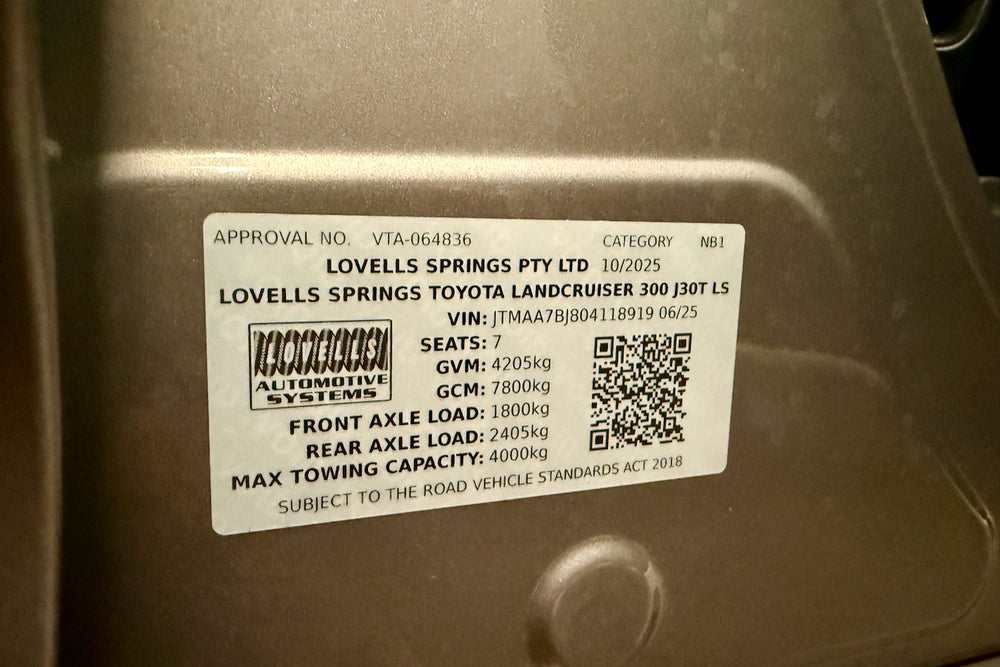 APPROVAL NO. VTA-064836 CATEGORY NB1
LOVELLS SPRINGS PTY LTD 10/2025
LOVELLS SPRINGS TOYOTA LANDCRUISER 300 J30T LS
VIN: JTMAA7BJ804118919 06/25
LOVELLS
AUTOMOTIVE
SYSTEMS
SEATS: 7
GVM: 4205kg
GCM: 7800kg
FRONT AXLE LOAD: 1800kg
REAR AXLE LOAD: 2405kg
MAX TOWING CAPACITY: 4000kg
SUBJECT TO THE ROAD VEHICLE STANDARDS ACT 2018